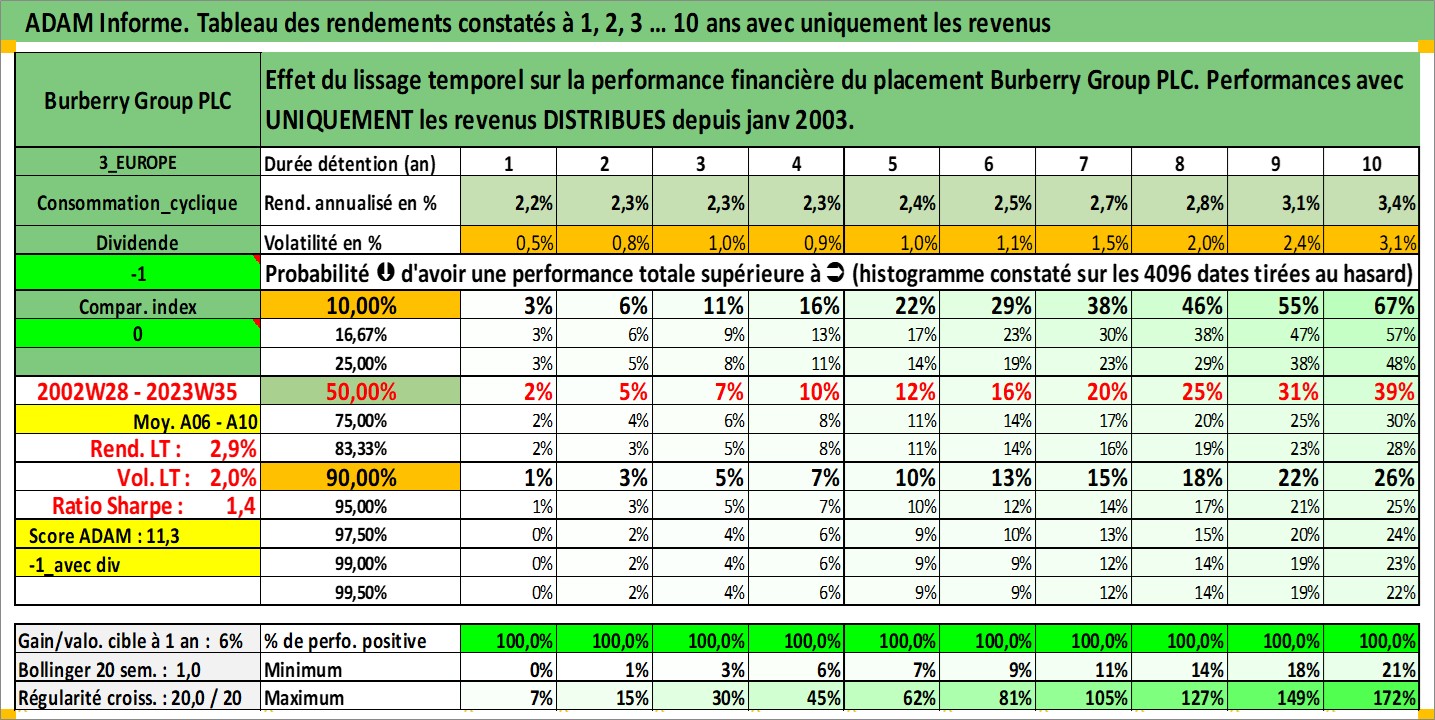 ADAM Informe. Tableau des rendements constatés à 1, 2, 3 ... 10 ans avec uniquement les revenus
Burberry Group PLC
Effet du lissage temporel sur la performance financière du placement Burberry Group PLC. Performances avec
UNIQUEMENT les revenus DISTRIBUES depuis janv 2003.
3_EUROPE Durée détention (an) 1 2 3 4 5 6 7 8 9 10
Consommation_cyclique Rend. annualisé en % 2,2% 2,3% 2,3% 2,3% 2,4% 2,5% 2,7% 2,8% 3,1% 3,4%
Dividende Volatilité en % 0,5% 0,8% 1,0% 0,9% 1,0% 1,1% 1,5% 2,0% 2,4% 3,1%
-1 Probabilité d'avoir une performance totale supérieure à (histogramme constaté sur les 4096 dates tirées au hasard)
Compar. index 10,00% 3% 6% 11% 16% 22% 29% 38% 46% 55% 67%
0 16,67% 3% 6% 9% 13% 17% 23% 30% 38% 47% 57%
25,00% 3% 5% 8% 11% 14% 19% 23% 29% 38% 48%
2002W28 - 2023W35 50,00% 2% 5% 7% 10% 12% 16% 20% 25% 31% 39%
Moy. A06 - A10 75,00% 2% 4% 6% 8% 11% 14% 17% 20% 25% 30%
Rend. LT : 2,9% 83,33% 2% 3% 5% 8% 11% 14% 16% 19% 23% 28%
Vol. LT : 2,0% 90,00% 1% 3% 5% 7% 10% 13% 15% 18% 22% 26%
Ratio Sharpe : 1,4 95,00% 1% 3% 5% 7% 10% 12% 14% 17% 21% 25%
Score ADAM : 11,3 97,50% 0% 2% 4% 6% 9% 10% 13% 15% 20% 24%
-1_avec div 99,00% 0% 2% 4% 6% 9% 9% 12% 14% 19% 23%
99,50% 0% 2% 4% 6% 9% 9% 12% 14% 19% 22%
Gain/valo. cible à 1 an : 6% % de perfo. positive 100,0% 100,0% 100,0% 100,0% 100,0% 100,0% 100,0% 100,0% 100,0% 100,0%
Bollinger 20 sem. : 1,0 Minimum 0% 1% 3% 6% 7% 9% 11% 14% 18% 21%
Régularité croiss. : 20,0 / 20 Maximum 7% 15% 30% 45% 62% 81% 105% 127% 149% 172%